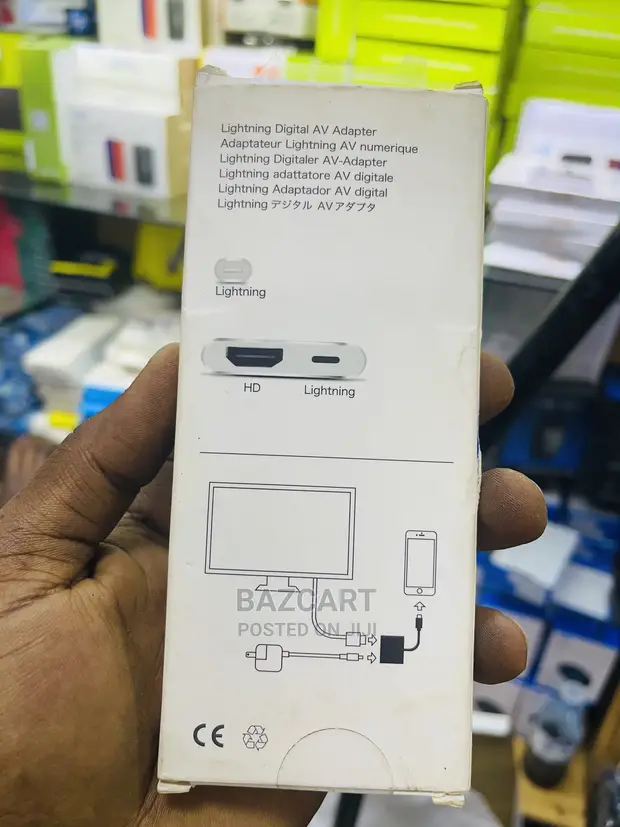 Lightning Digital AV Adapter
Adaptateur Lightning AV numerique
Lightning Digitaler AV-Adapter
Lightning adattatore AV digitale
Lightning Adaptador AV digital
Lightning デジタル AVアダプタ
Lightning
HD
Lightning
BAZCART
POSTED ON JIJI
CE